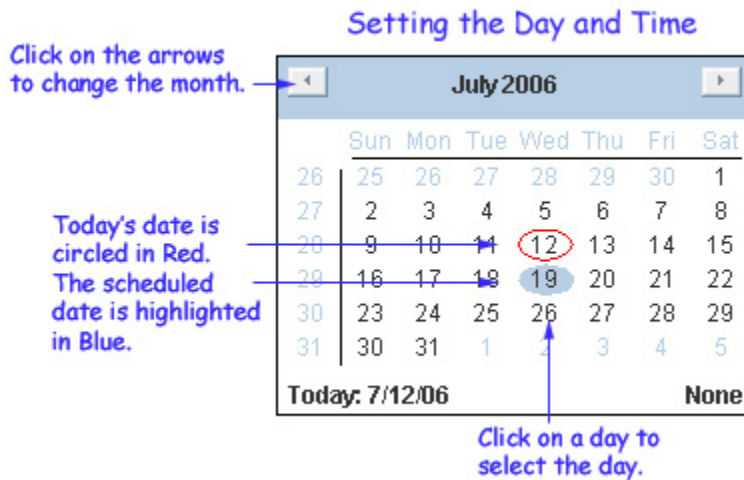 Setting the Day and Time
Click on the arrows
to change the month.
July 2006
Sun Mon Tue Wed Thu Fri Sat
26 25 26 27 28 29 30 1
27 2 3 4 5 6 7 8
28 9 10 11 12 13 14 15
29 16 17 18 19 20 21 22
30 23 24 25 26 27 28 29
31 30 31 1 2 3 4 5
Today's date is
circled in Red.
The scheduled
date is highlighted
in Blue.
Today: 7/12/06 None
Click on a day to
select the day.